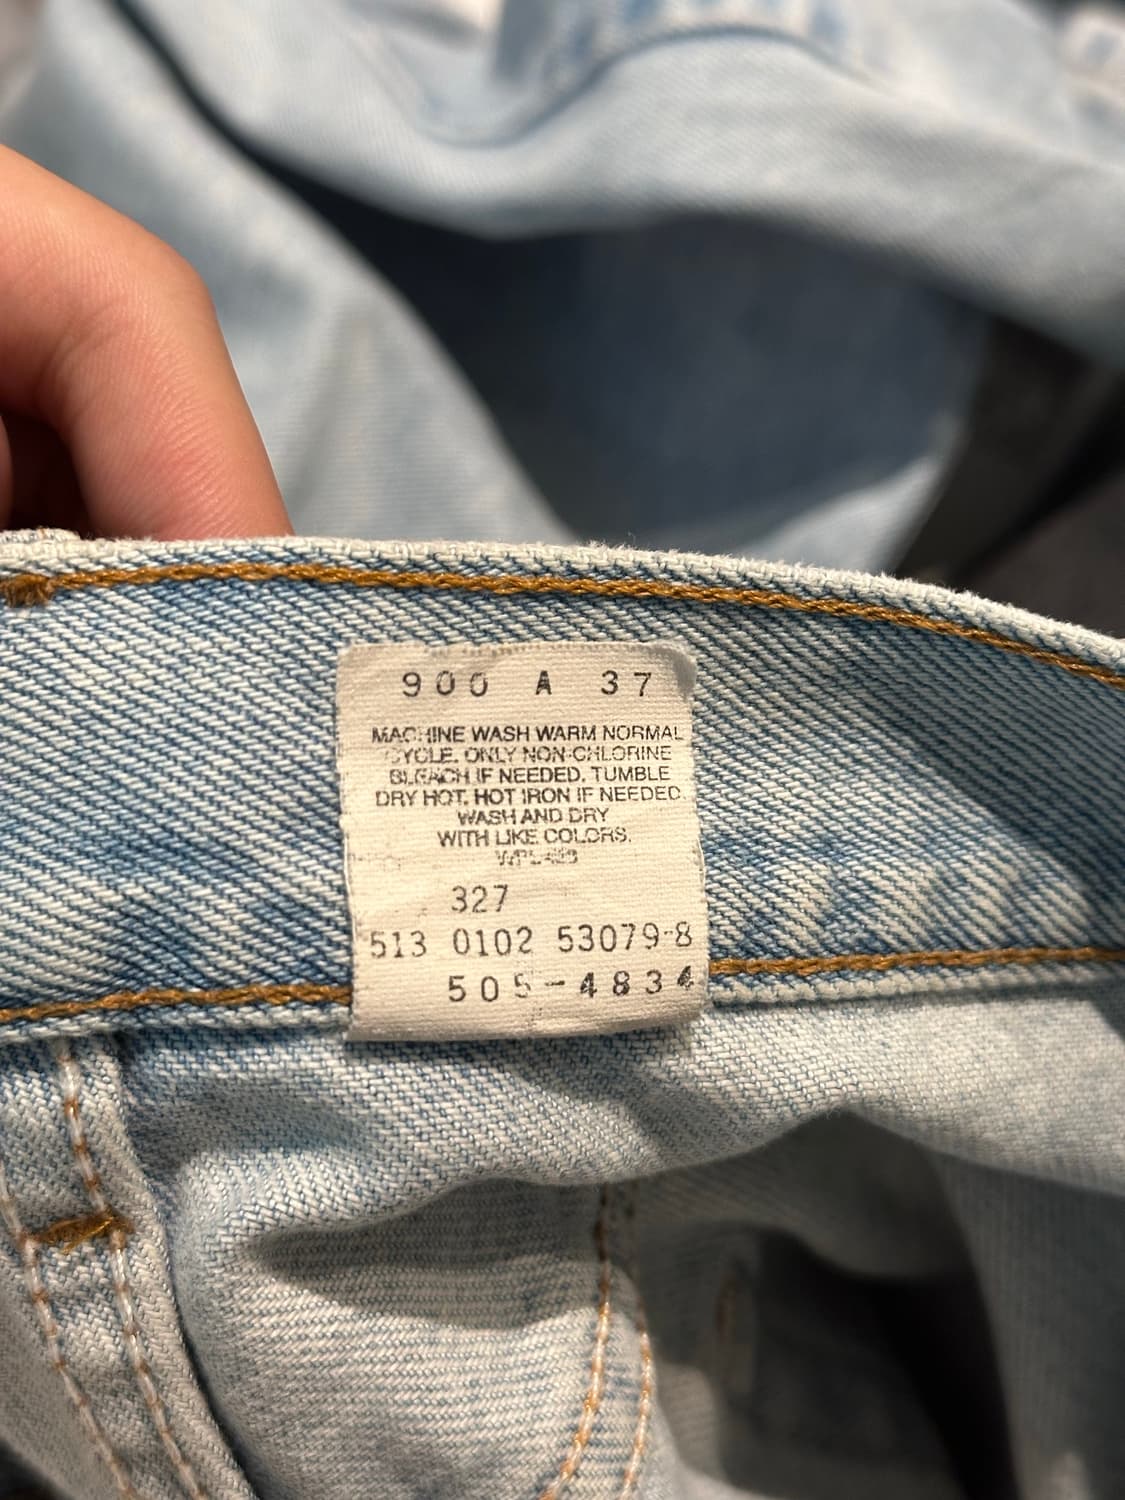 900 A 37
MACHINE WASH WARM NORMAL
CYCLE. ONLY NON-CHLORINE
BLEACH IF NEEDED. TUMBLE
DRY HOT. HOT IRON IF NEEDED.
WASH AND DRY
WITH LIKE COLORS.
327
513 0102 53079-8
505-4834